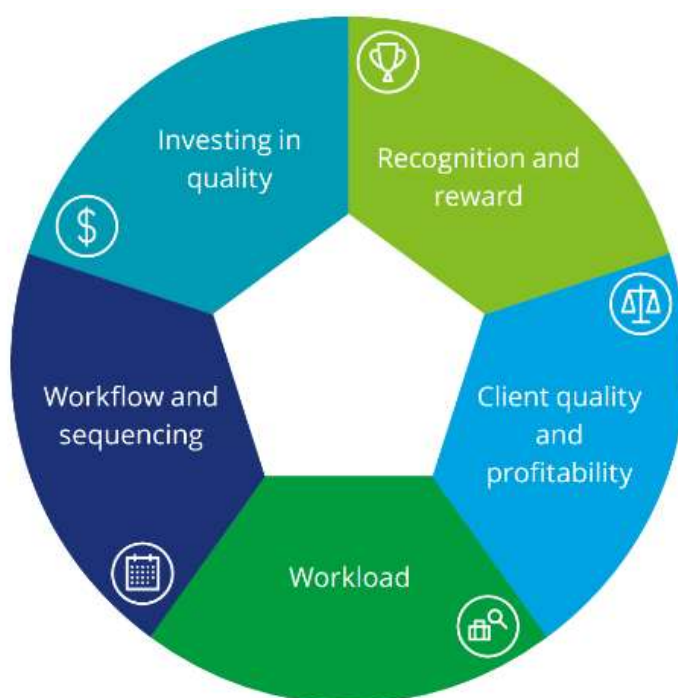 Investing in
quality
Recognition and
reward
$
Workflow and
sequencing
Client quality
and
profitability
Workload